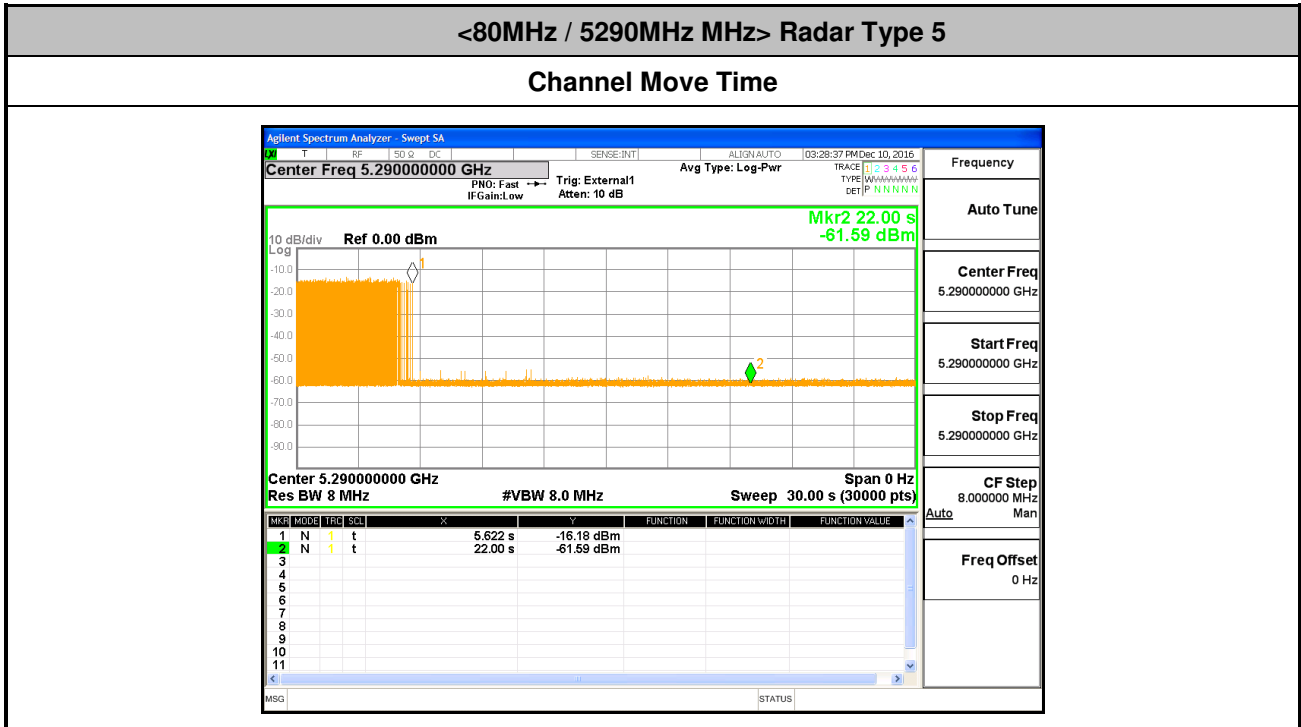 <80MHz / 5290MHz MHz> Radar Type 5
Channel Move Time
Agilent Spectrum Analyzer - Swept SA
LXI T RF 50 Ω DC SENSE:INT ALIGN AUTO 03:28:37 PM Dec 10, 2016
Center Freq 5.290000000 GHz
PNO: Fast
IFGain:Low
Trig: External1
Atten: 10 dB
Avg Type: Log-Pwr
TRACE 1 2 3 4 5 6
TYPE W
DET P N N N N N
Mkr2 22.00 s
-61.59 dBm
10 dB/div Ref 0.00 dBm
Log
-10.0
-20.0
-30.0
-40.0
-50.0
-60.0
-70.0
-80.0
-90.0
1
2
Center 5.290000000 GHz Span 0 Hz
Res BW 8 MHz #VBW 8.0 MHz Sweep 30.00 s (30000 pts)
MKR MODE TRC SCL X Y FUNCTION FUNCTION WIDTH FUNCTION VALUE
1 N 1 t 5.622 s -16.18 dBm
2 N 1 t 22.00 s -61.59 dBm
3
4
5
6
7
8
9
10
11
MSG STATUS
Frequency
Auto Tune
Center Freq
5.290000000 GHz
Start Freq
5.290000000 GHz
Stop Freq
5.290000000 GHz
CF Step
8.000000 MHz
Auto Man
Freq Offset
0 Hz